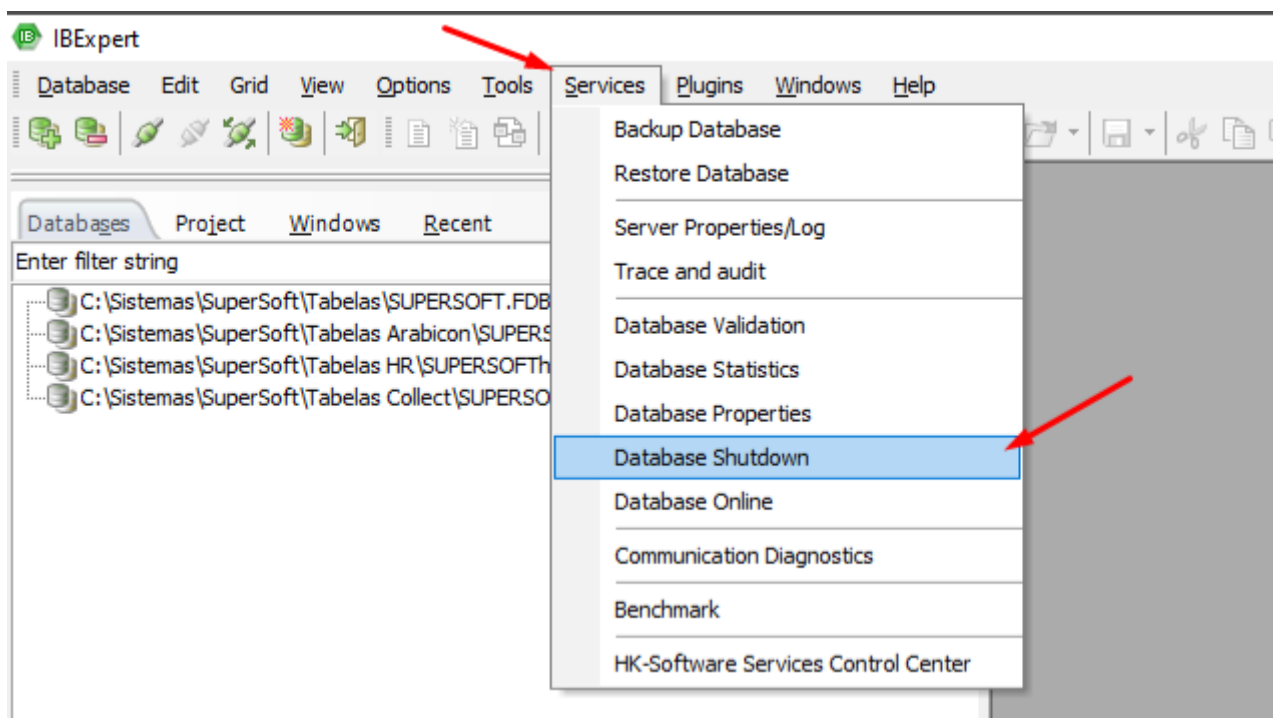 IBExpert
Database Edit Grid View Options Tools Services Plugins Windows Help
Backup Database
Restore Database
Server Properties/Log
Trace and audit
Database Validation
Database Statistics
Database Properties
Database Shutdown
Database Online
Communication Diagnostics
Benchmark
HK-Software Services Control Center
Databases Project Windows Recent
Enter filter string
C:\Sistemas\SuperSoft\Tabelas\SUPERSOFT.FDB
C:\Sistemas\SuperSoft\Tabelas Arabicon\SUPERS
C:\Sistemas\SuperSoft\Tabelas HR\SUPERSOFTh
C:\Sistemas\SuperSoft\Tabelas Collect\SUPERSO